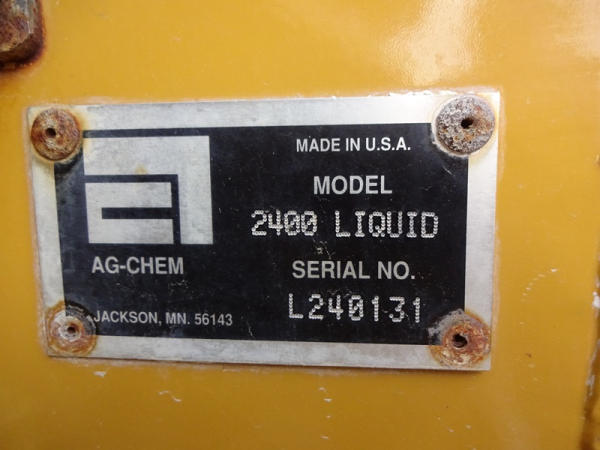 MADE IN U.S.A.
MODEL
2400 LIQUID
AG-CHEM
SERIAL NO.
JACKSON, MN. 56143
L240131